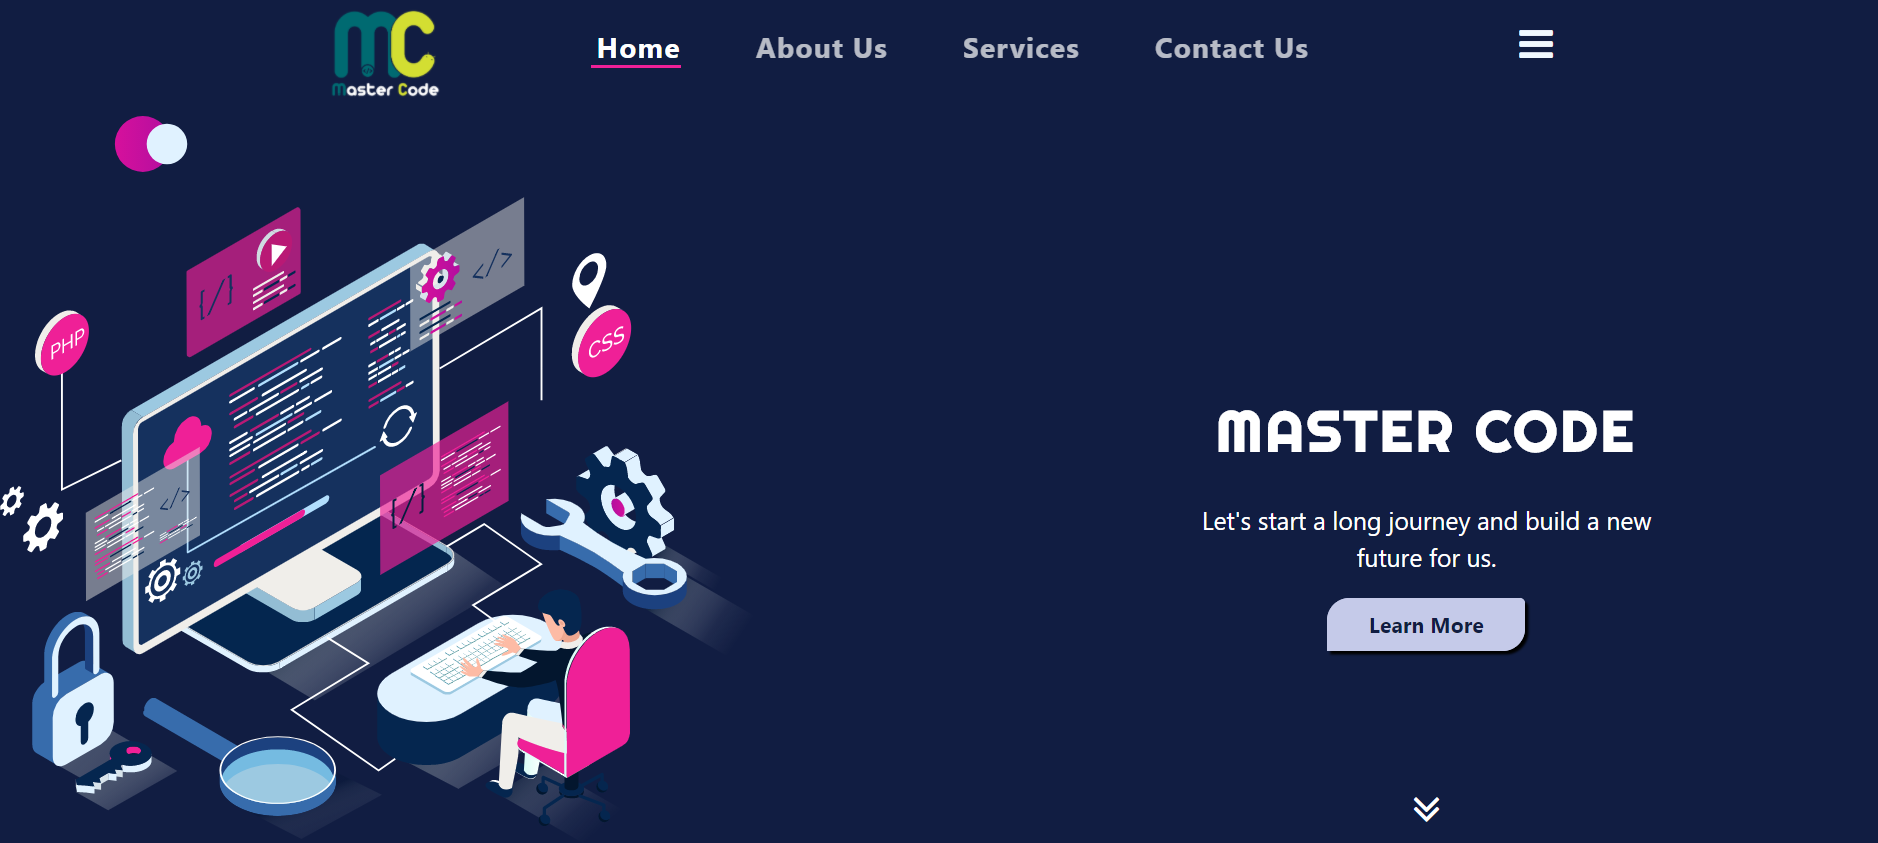 MC
Master Code
Home
About Us
Services
Contact Us
{/}
</>
PHP
CSS
</>
{/}
MASTER CODE
Let's start a long journey and build a new
future for us.
Learn More